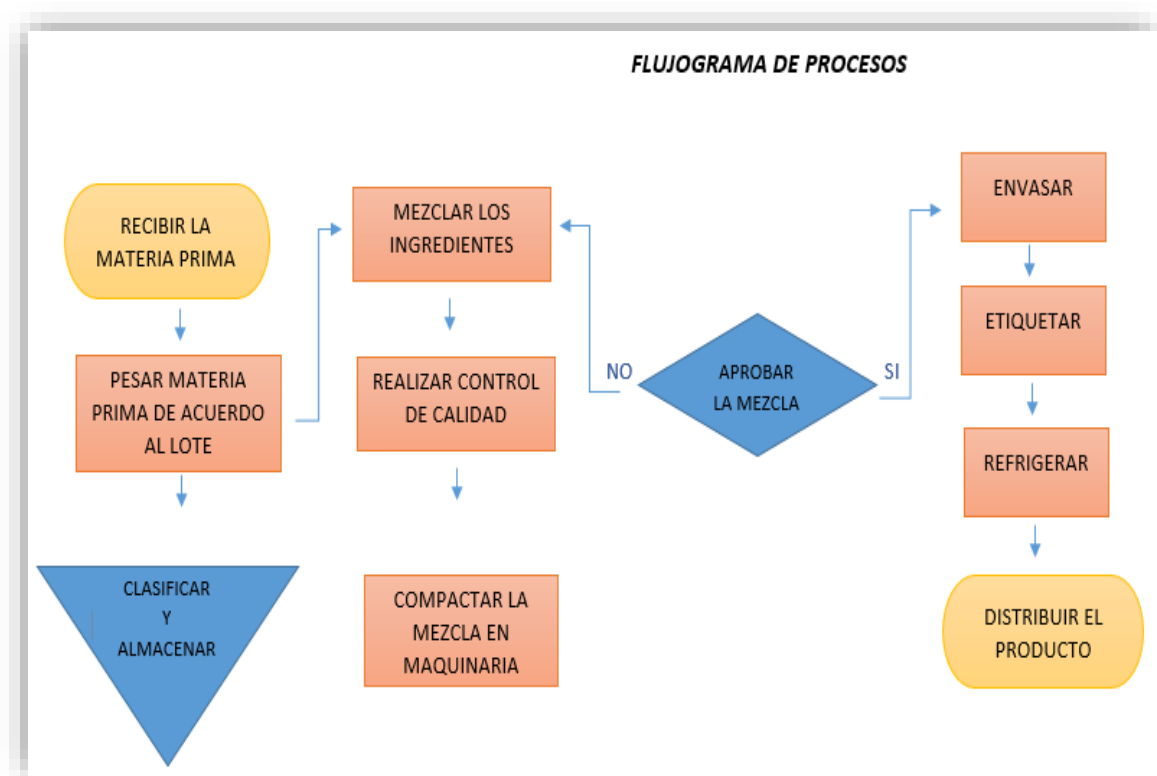 FLUJOGRAMA DE PROCESOS
RECIBIR LA
MATERIA PRIMA
PESAR MATERIA
PRIMA DE ACUERDO
AL LOTE
CLASIFICAR
Y
ALMACENAR
MEZCLAR LOS
INGREDIENTES
REALIZAR CONTROL
DE CALIDAD
COMPACTAR LA
MEZCLA EN
MAQUINARIA
NO
APROBAR
LA MEZCLA
SI
ENVASAR
ETIQUETAR
REFRIGERAR
DISTRIBUIR EL
PRODUCTO